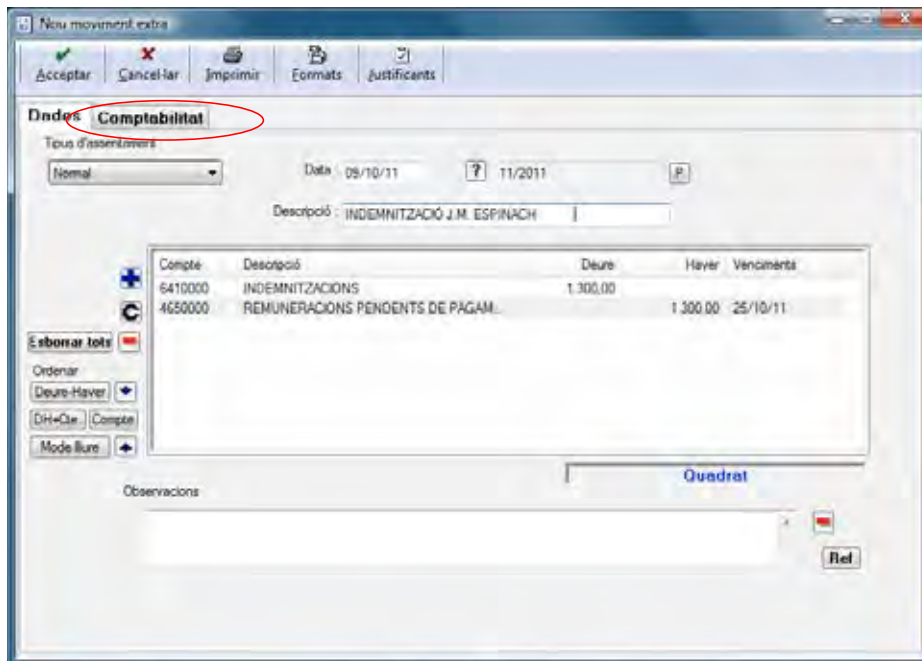 Nou moviment extra
Acceptar Cancel·lar Imprimir Formats Justificants
Dades Comptabilitat
Tipus d'assentament
Normal Data : 09/10/11 ? 11/2011 P
Descripció : INDEMNITZACIÓ J.M. ESPINACH
Compte Descripció Deure Haver Venciments
6410000 INDEMNITZACIONS 1.300,00
4650000 REMUNERACIONS PENDENTS DE PAGAM... 1.300,00 25/10/11
C
Esborrar tots
Ordenar
Deure-Haver
DH+Cte. Compte
Mode lliure
Quadrat
Observacions
Ref